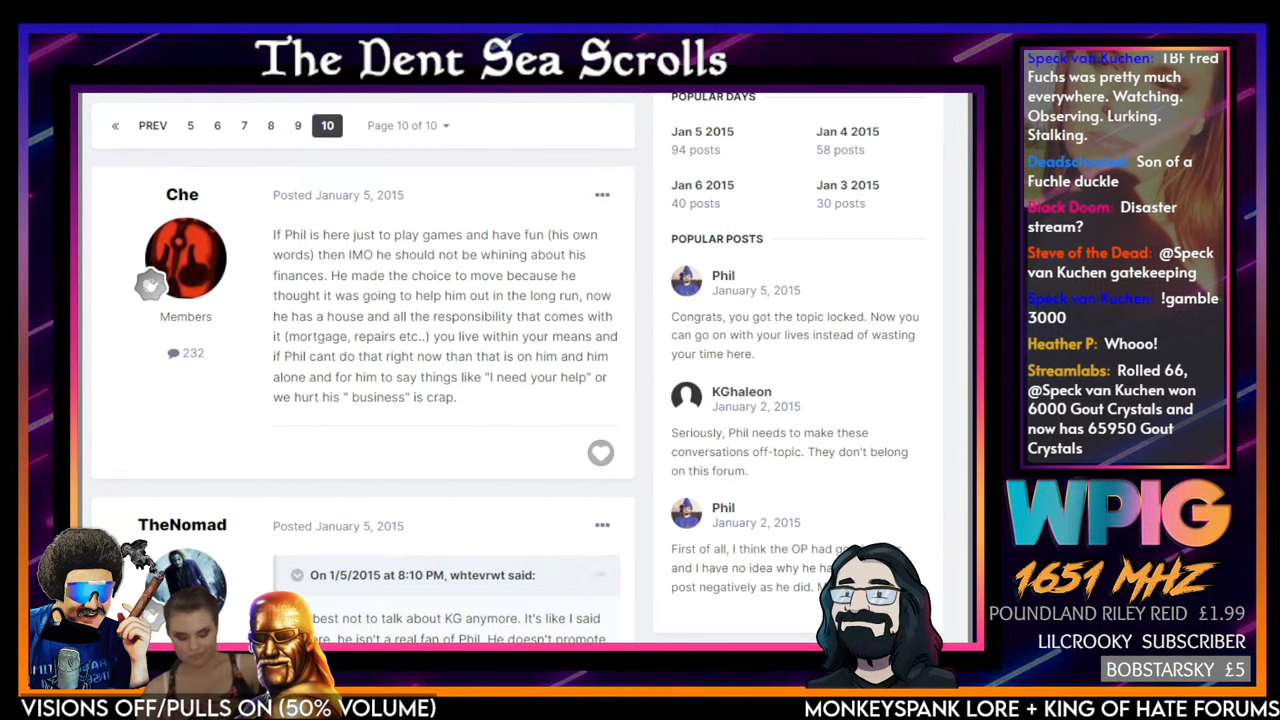 The Dent Sea Scrolls
« PREV 5 6 7 8 9 10 Page 10 of 10
Che
Members
232
Posted January 5, 2015
If Phil is here just to play games and have fun (his own
words) then IMO he should not be whining about his
finances. He made the choice to move because he
thought it was going to help him out in the long run, now
he has a house and all the responsibility that comes with
it (mortgage, repairs etc..) you live within your means and
if Phil cant do that right now than that is on him and him
alone and for him to say things like "I need your help" or
we hurt his " business" is crap.
TheNomad
Posted January 5, 2015
On 1/5/2015 at 8:10 PM, whtevrwt said:
best not to talk about KG anymore. It's like I said
he isn't a real fan of Phil. He doesn't promote
POPULAR DAYS
Jan 5 2015
94 posts
Jan 4 2015
58 posts
Jan 6 2015
40 posts
Jan 3 2015
30 posts
POPULAR POSTS
Phil
January 5, 2015
Congrats, you got the topic locked. Now you
can go on with your lives instead of wasting
your time here.
KGhaleon
January 2, 2015
Seriously, Phil needs to make these
conversations off-topic. They don't belong
on this forum.
Phil
January 2, 2015
First of all, I think the OP had
and I have no idea why he
post negatively as he did.
Speck van Kuchen: TBF Fred
Fuchs was pretty much
everywhere. Watching.
Observing. Lurking.
Stalking.
Deadschooled: Son of a
Fuchle duckle
Black Doom: Disaster
stream?
Steve of the Dead: @Speck
van Kuchen gatekeeping
Speck van Kuchen: !gamble
3000
Heather P: Whooo!
Streamlabs: Rolled 66,
@Speck van Kuchen won
6000 Gout Crystals and
now has 65950 Gout
Crystals
WPIG
1651 MHZ
POUNDLAND RILEY REID £1.99
LILCROOKY SUBSCRIBER
BOBSTARSKY £5
VISIONS OFF/PULLS ON (50% VOLUME)
MONKEYSPANK LORE + KING OF HATE FORUMS